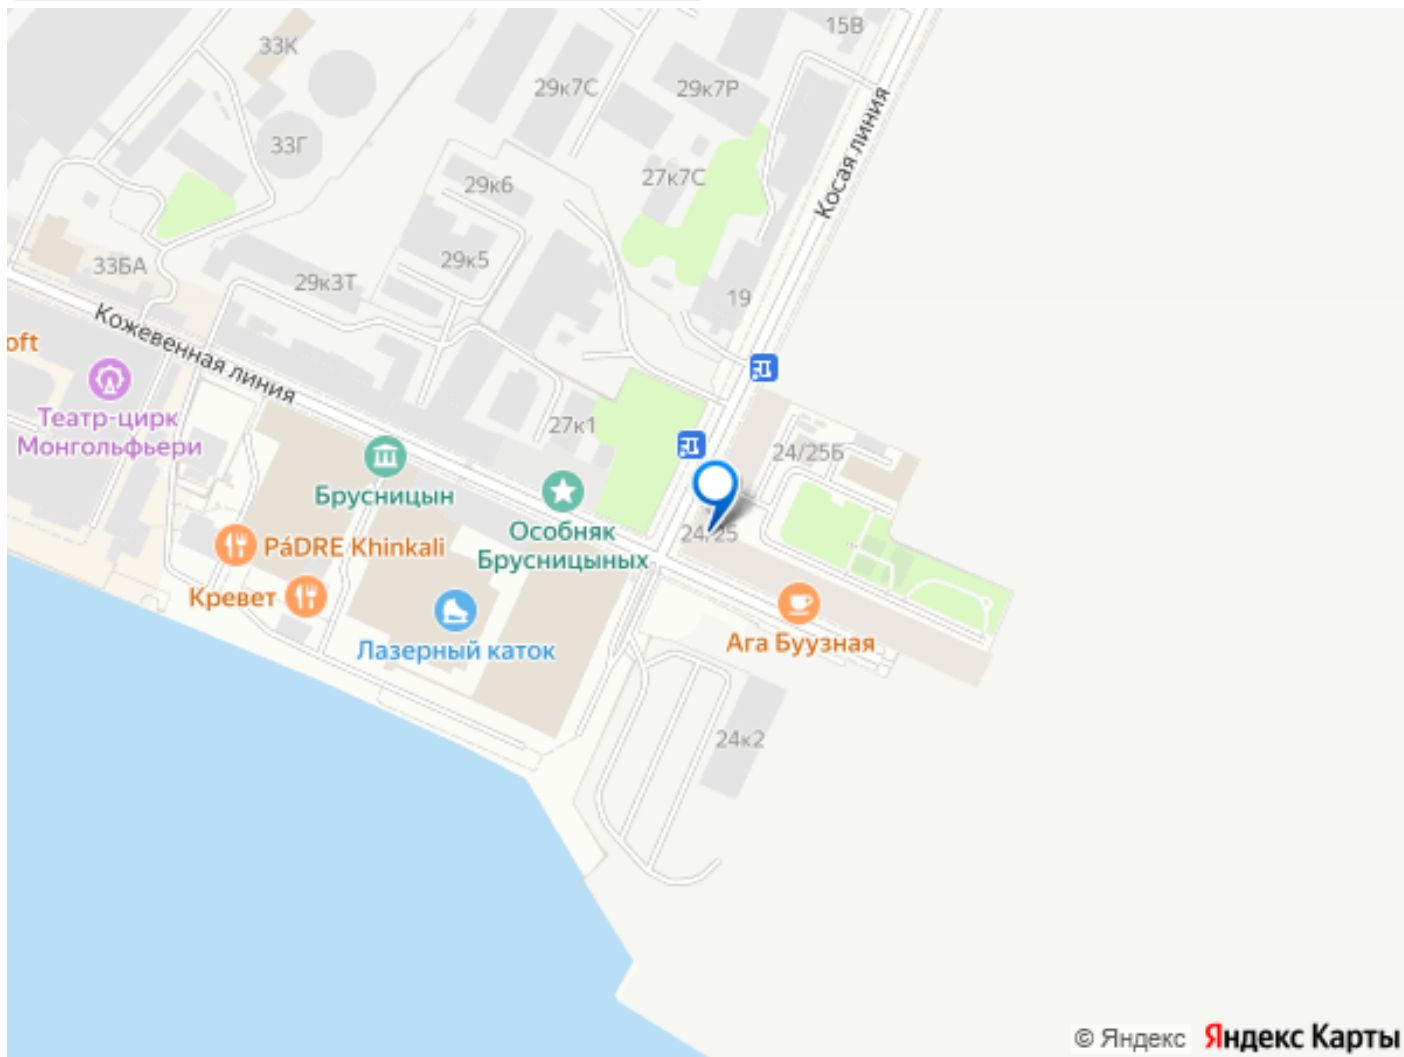 15В
33К
29к7С
29к7Р
33Г
Косая линия
27к7С
29к6
29к5
33БА
29к3Т
19
Кожевенная линия
oft
Театр-цирк
Монгольфьери
27к1
24/25Б
Брусницын
Особняк
Брусницыных
24/25
PáDRE Khinkali
Кревет
Лазерный каток
Ага Буузная
24к2
© Яндекс Яндекс Карты